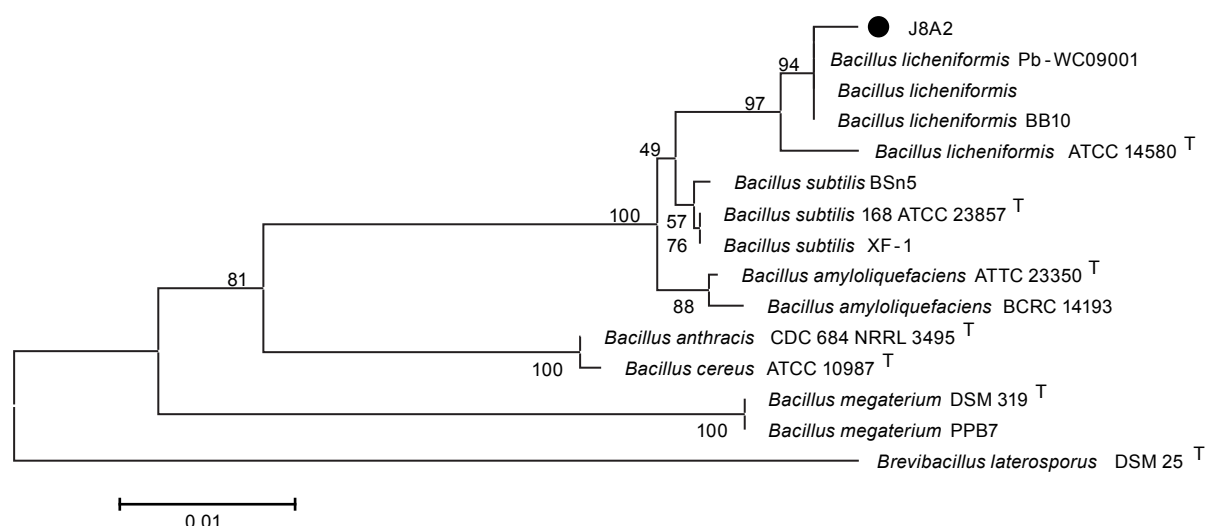 J8A2
94
Bacillus licheniformis Pb-WC09001
Bacillus licheniformis
97
Bacillus licheniformis BB10
49
Bacillus licheniformis ATCC 14580 T
Bacillus subtilis BSn5
100
57
Bacillus subtilis 168 ATCC 23857 T
76
Bacillus subtilis XF-1
81
Bacillus amyloliquefaciens ATTC 23350 T
88
Bacillus amyloliquefaciens BCRC 14193
Bacillus anthracis CDC 684 NRRL 3495 T
100
Bacillus cereus ATCC 10987 T
Bacillus megaterium DSM 319 T
100
Bacillus megaterium PPB7
Brevibacillus laterosporus DSM 25 T
0.01